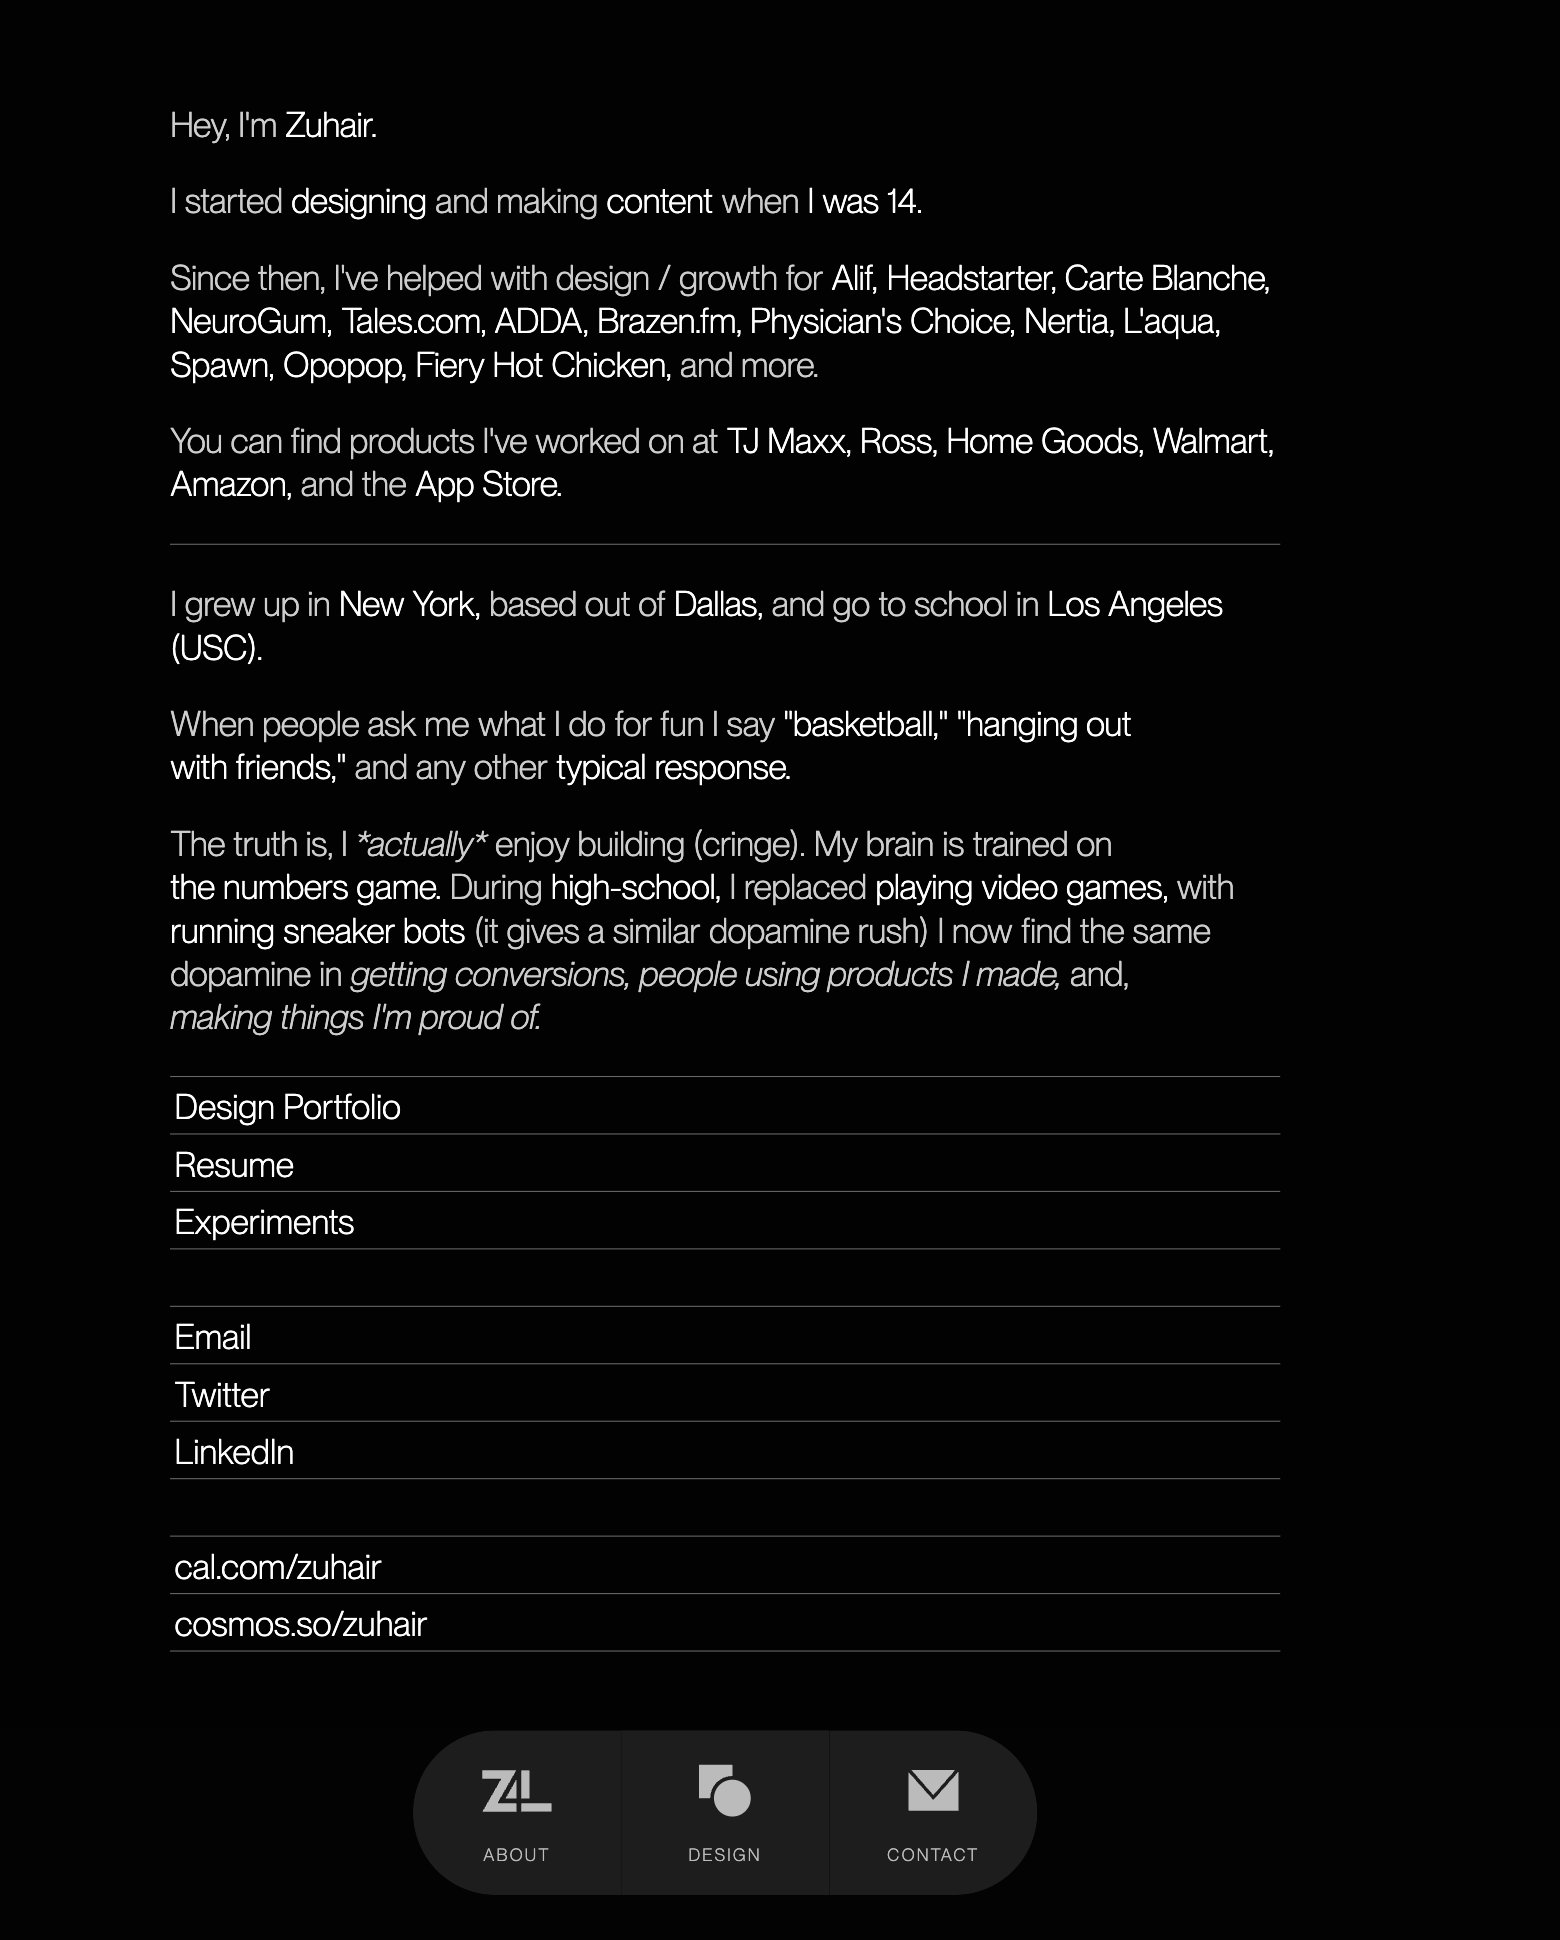 Hey, I'm Zuhair.
I started designing and making content when I was 14.
Since then, I've helped with design / growth for Alif, Headstarter, Carte Blanche,
NeuroGum, Tales.com, ADDA, Brazen.fm, Physician's Choice, Nertia, L'aqua,
Spawn, Opopop, Fiery Hot Chicken, and more.
You can find products I've worked on at TJ Maxx, Ross, Home Goods, Walmart,
Amazon, and the App Store.
I grew up in New York, based out of Dallas, and go to school in Los Angeles
(USC).
When people ask me what I do for fun I say "basketball," "hanging out
with friends," and any other typical response.
The truth is, I *actually* enjoy building (cringe). My brain is trained on
the numbers game. During high-school, I replaced playing video games, with
running sneaker bots (it gives a similar dopamine rush) I now find the same
dopamine in getting conversions, people using products I made, and,
making things I'm proud of.
Design Portfolio
Resume
Experiments
Email
Twitter
LinkedIn
cal.com/zuhair
cosmos.so/zuhair
ABOUT DESIGN CONTACT